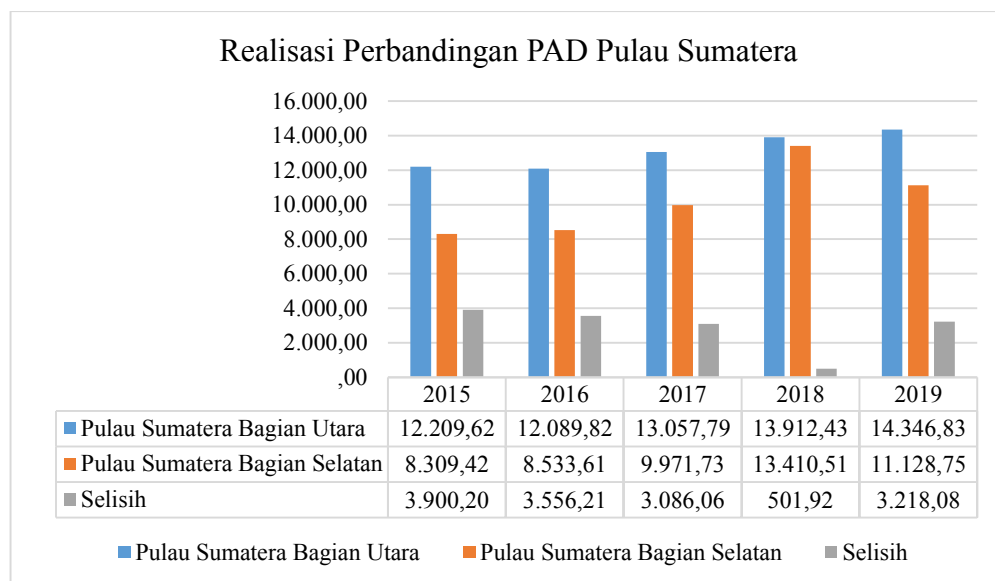 Realisasi Perbandingan PAD Pulau Sumatera
16.000,00
14.000,00
12.000,00
10.000,00
8.000,00
6.000,00
4.000,00
2.000,00
,00
2015 2016 2017 2018 2019
Pulau Sumatera Bagian Utara 12.209,62 12.089,82 13.057,79 13.912,43 14.346,83
Pulau Sumatera Bagian Selatan 8.309,42 8.533,61 9.971,73 13.410,51 11.128,75
Selisih 3.900,20 3.556,21 3.086,06 501,92 3.218,08
Pulau Sumatera Bagian Utara Pulau Sumatera Bagian Selatan Selisih